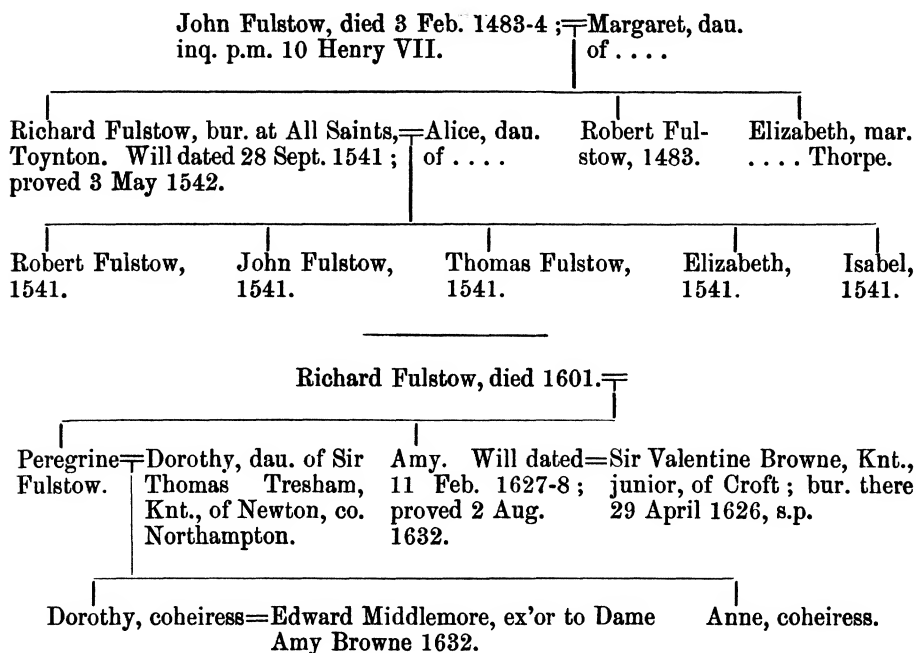 John Fulstow, died 3 Feb. 1483-4 ;=Margaret, dau.
inq. p.m. 10 Henry VII. of . . . .
Richard Fulstow, bur. at All Saints,=Alice, dau.
Toynton. Will dated 28 Sept. 1541 ; of . . . .
proved 3 May 1542.
Robert Ful-
stow, 1483.
Elizabeth, mar.
. . . . Thorpe.
Robert Fulstow,
1541.
John Fulstow,
1541.
Thomas Fulstow,
1541.
Elizabeth,
1541.
Isabel,
1541.
Richard Fulstow, died 1601.=
Peregrine=
Fulstow.
Dorothy, dau. of Sir
Thomas Tresham,
Knt., of Newton, co.
Northampton.
Amy. Will dated=
11 Feb. 1627-8 ;
proved 2 Aug.
1632.
Sir Valentine Browne, Knt.,
junior, of Croft ; bur. there
29 April 1626, s.p.
Dorothy, coheiress=Edward Middlemore, ex'or to Dame
Amy Browne 1632.
Anne, coheiress.